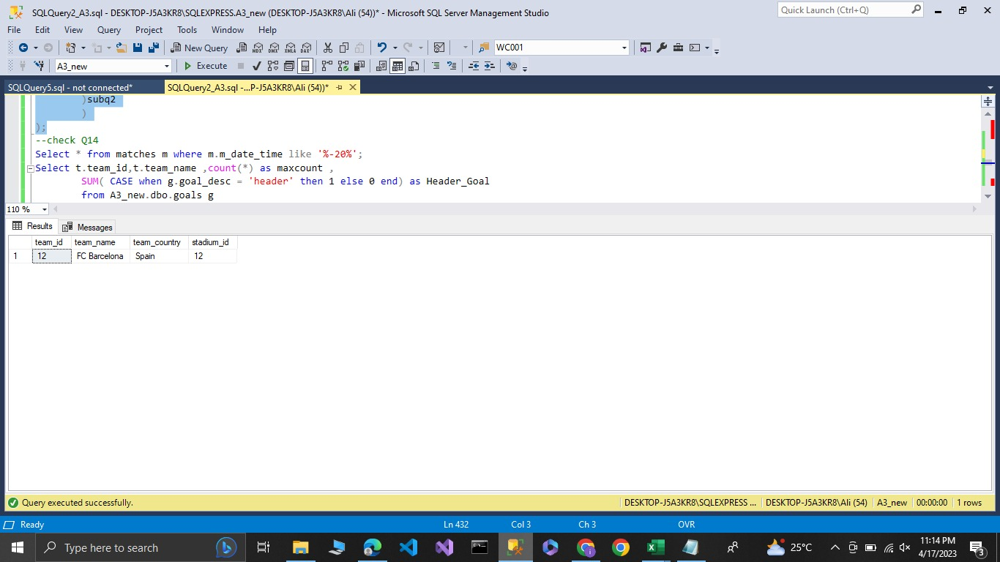 SQLQuery2_A3.sql - DESKTOP-J5A3KR8\SQLEXPRESS.A3_new (DESKTOP-J5A3KR8\Ali (54))* - Microsoft SQL Server Management Studio
Quick Launch (Ctrl+Q)
File Edit View Query Project Tools Window Help
New Query MDX DMX XMLA DAX WC001
A3_new Execute
SQLQuery5.sql - not connected* SQLQuery2_A3.sql -...P-J5A3KR8\Ali (54))*
)subq2
)
);
--check Q14
Select * from matches m where m.m_date_time like '%-20%';
Select t.team_id,t.team_name ,count(*) as maxcount ,
SUM( CASE when g.goal_desc = 'header' then 1 else 0 end) as Header_Goal
from A3_new.dbo.goals g
110 %
Results Messages
team_id team_name team_country stadium_id
1 12 FC Barcelona Spain 12
Query executed successfully. DESKTOP-J5A3KR8\SQLEXPRESS ... DESKTOP-J5A3KR8\Ali (54) A3_new 00:00:00 1 rows
Ready Ln 432 Col 3 Ch 3 OVR
Type here to search 25°C 11:14 PM
4/17/2023 3